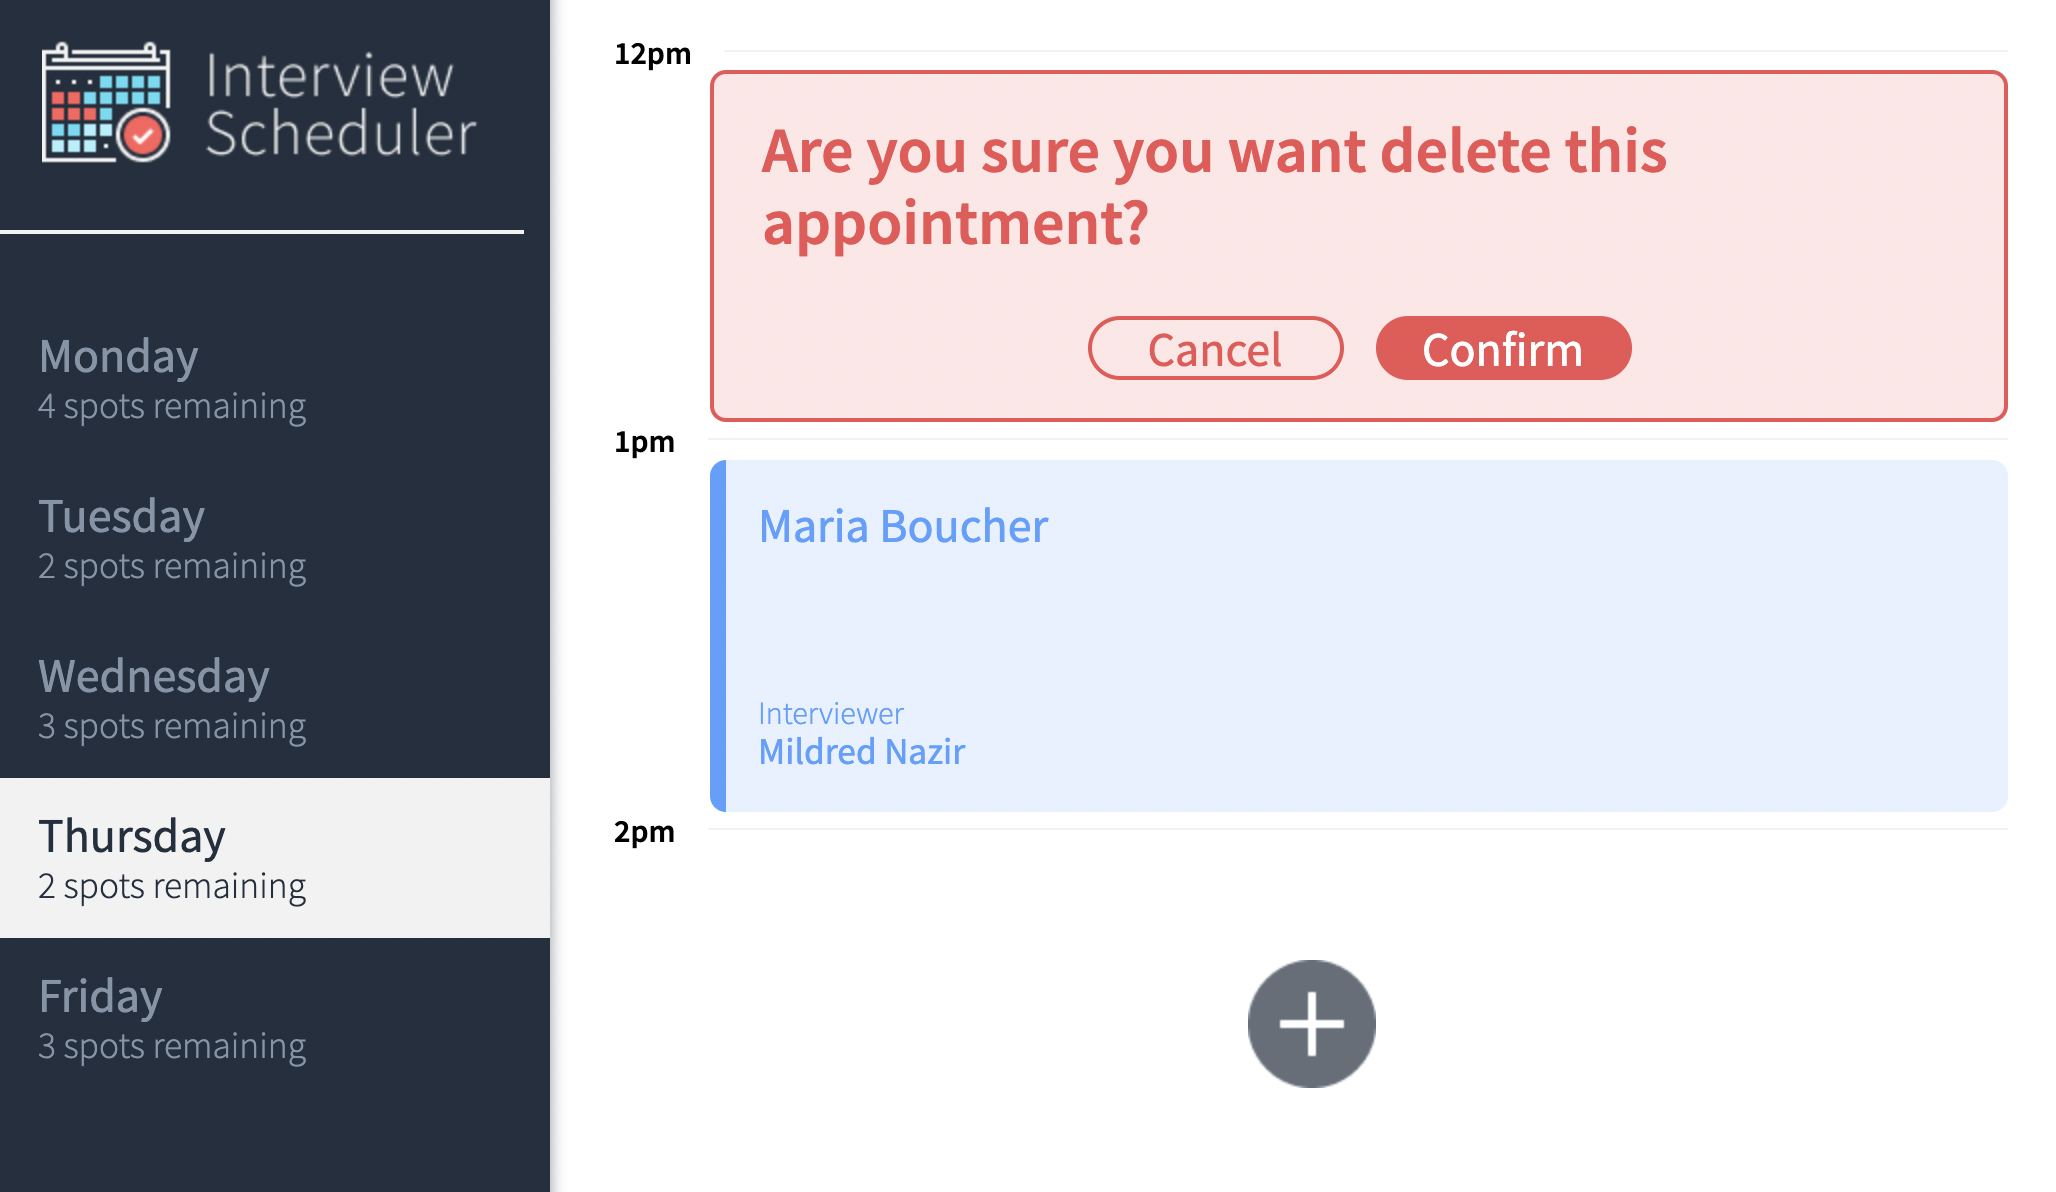 Interview
Scheduler
Monday
4 spots remaining
Tuesday
2 spots remaining
Wednesday
3 spots remaining
Thursday
2 spots remaining
Friday
3 spots remaining
12pm
Are you sure you want delete this
appointment?
Cancel Confirm
1pm
Maria Boucher
Interviewer
Mildred Nazir
2pm